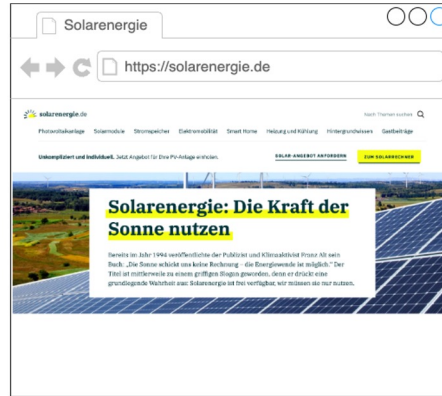 Solarenergie
https://solarenergie.de
solarenergie.de
Nach Themen suchen
Photovoltaikanlage Solarmodule Stromspeicher Elektromobilität Smart Home Heizung und Kühlung Hintergrundwissen Gastbeiträge
Unkompliziert und individuell. Jetzt Angebot für Ihre PV-Anlage einholen.
SOLAR-ANGEBOT ANFORDERN
ZUM SOLARRECHNER
Solarenergie: Die Kraft der
Sonne nutzen
Bereits im Jahr 1994 veröffentlichte der Publizist und Klimaaktivist Franz Alt sein
Buch: „Die Sonne schickt uns keine Rechnung – die Energiewende ist möglich.“ Der
Titel ist mittlerweile zu einem griffigen Slogan geworden, denn er drückt eine
grundlegende Wahrheit aus: Solarenergie ist frei verfügbar, wir müssen sie nur nutzen.